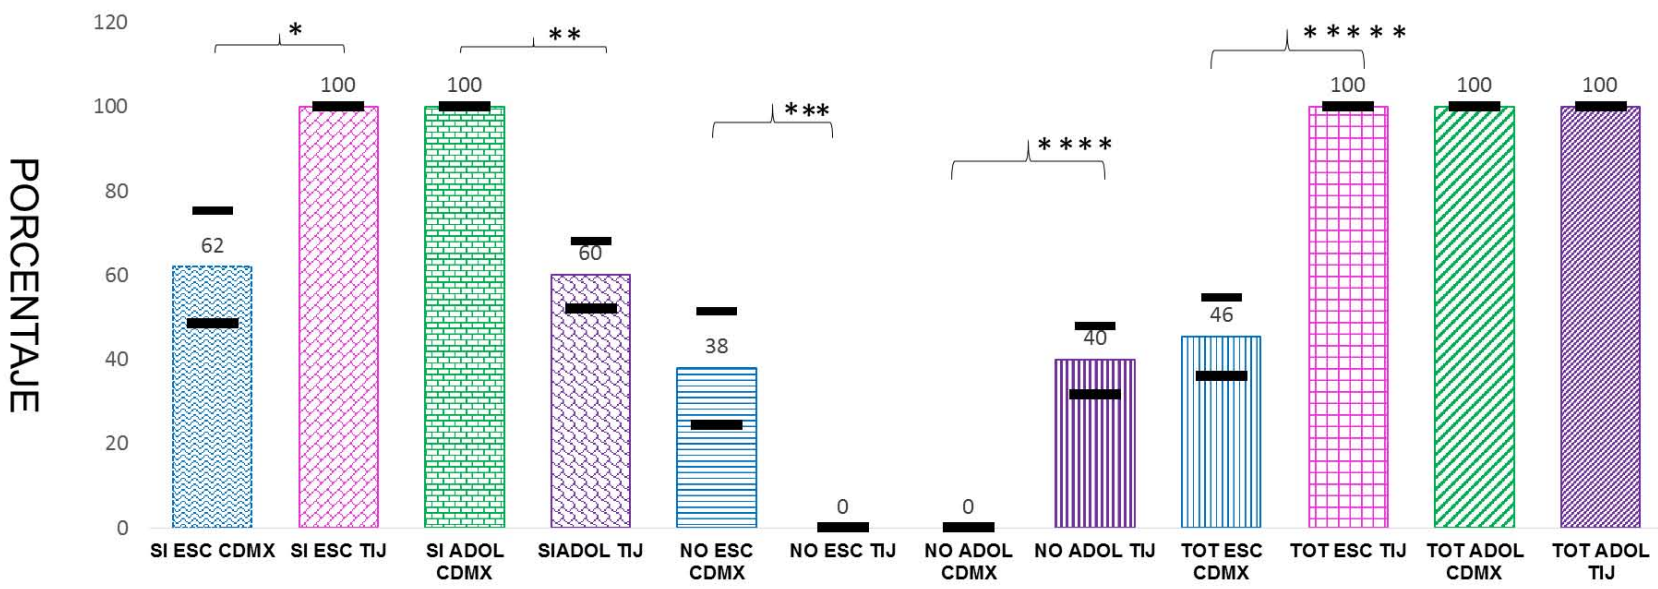 PORCENTAJE
120
100
80
60
40
20
0
*
**
***
****
*****
62
100
100
60
38
0
0
40
46
100
100
100
SI ESC CDMX
SI ESC TIJ
SI ADOL
CDMX
SIADOL TIJ
NO ESC
CDMX
NO ESC TIJ
NO ADOL
CDMX
NO ADOL TIJ
TOT ESC
CDMX
TOT ESC TIJ
TOT ADOL
CDMX
TOT ADOL
TIJ